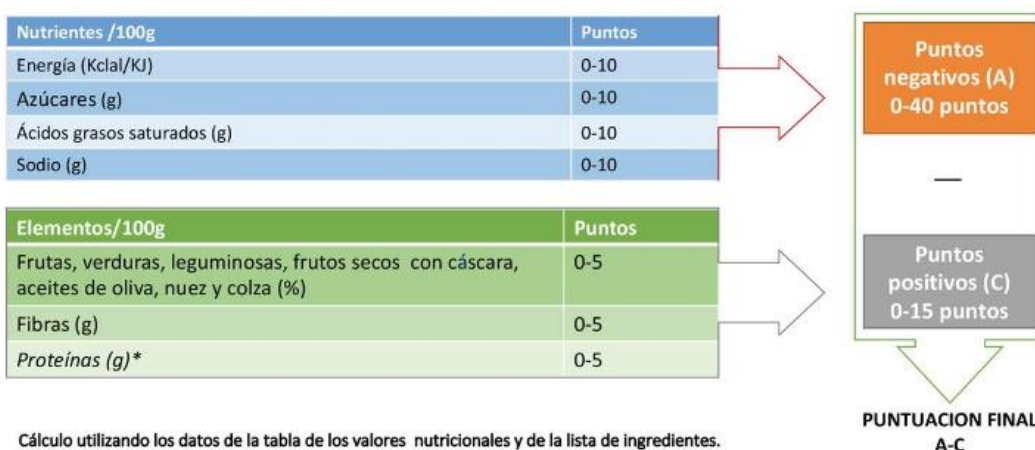 Nutrientes /100g Puntos
Energía (Kclal/KJ) 0-10
Azúcares (g) 0-10
Ácidos grasos saturados (g) 0-10
Sodio (g) 0-10
Puntos
negativos (A)
0-40 puntos
—
Elementos/100g Puntos
Frutas, verduras, leguminosas, frutos secos con cáscara, 0-5
aceites de oliva, nuez y colza (%)
Fibras (g) 0-5
Proteínas (g)* 0-5
Puntos
positivos (C)
0-15 puntos
PUNTUACION FINAL
A-C
Cálculo utilizando los datos de la tabla de los valores nutricionales y de la lista de ingredientes.